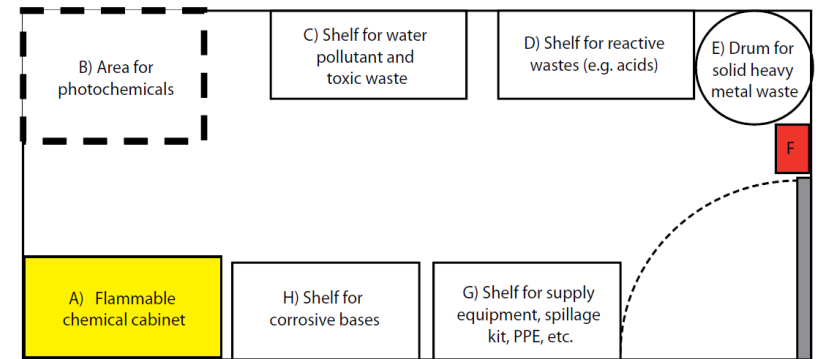 B) Area for
photochemicals
C) Shelf for water
pollutant and
toxic waste
D) Shelf for reactive
wastes (e.g. acids)
E) Drum for
solid heavy
metal waste
F
A) Flammable
chemical cabinet
H) Shelf for
corrosive bases
G) Shelf for supply
equipment, spillage
kit, PPE, etc.